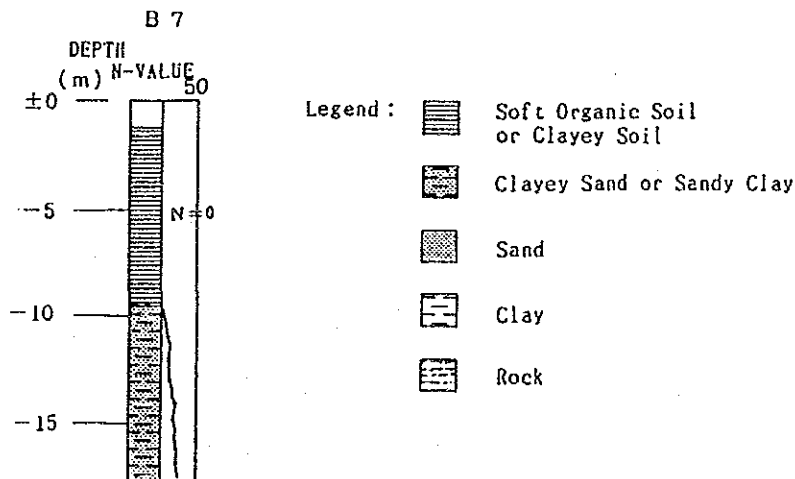 B 7
DEPTH
(m) N-VALUE
50
±0
-5
N=0
-10
-15
Legend :
Soft Organic Soil
or Clayey Soil
Clayey Sand or Sandy Clay
Sand
Clay
Rock